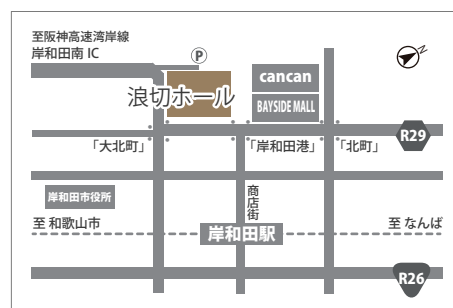 至阪神高速湾岸線
岸和田南 IC
P
Z
cancan
浪切ホール
BAYSIDE MALL
R29
「大北町」
「岸和田港」
「北町」
岸和田市役所
商店街
至 和歌山市
至 なんば
岸和田駅
R26